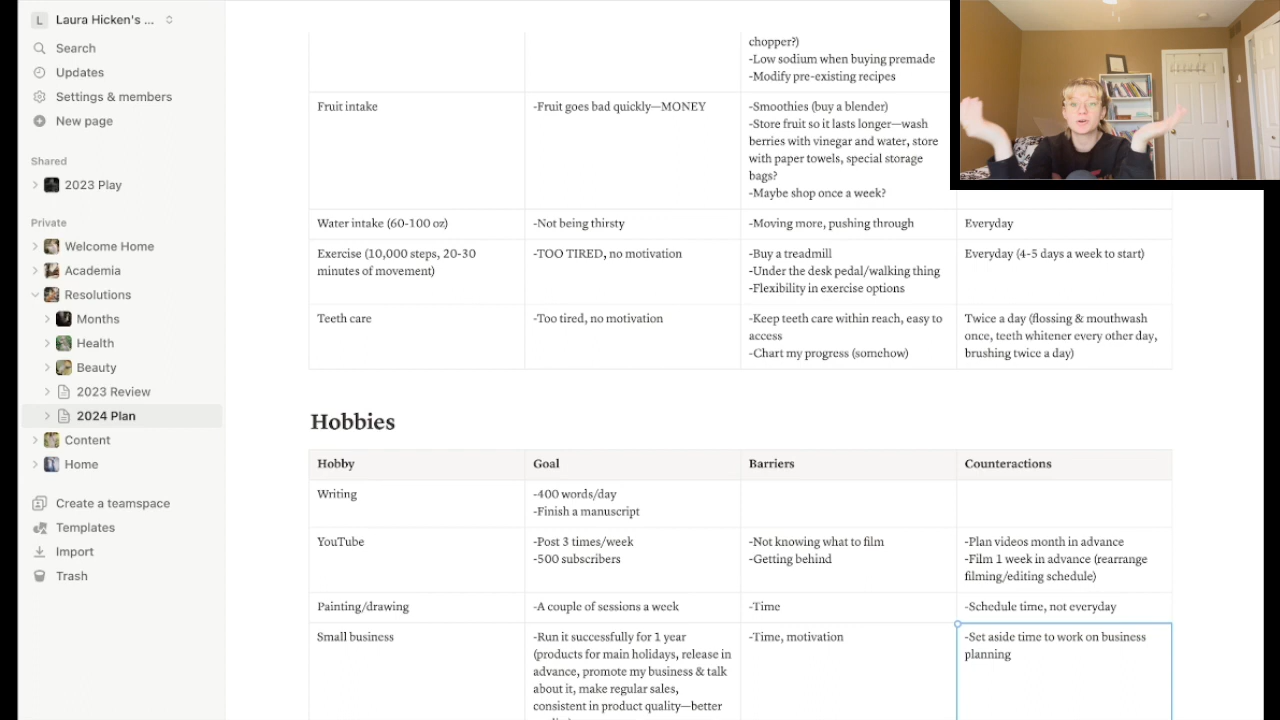 L Laura Hicken's ...
Search
Updates
Settings & members
New page
Shared
2023 Play
Private
Welcome Home
Academia
Resolutions
Months
Health
Beauty
2023 Review
2024 Plan
Content
Home
Create a teamspace
Templates
Import
Trash
chopper?)
-Low sodium when buying premade
-Modify pre-existing recipes
Fruit intake
-Fruit goes bad quickly—MONEY
-Smoothies (buy a blender)
-Store fruit so it lasts longer—wash
berries with vinegar and water, store
with paper towels, special storage
bags?
-Maybe shop once a week?
Water intake (60-100 oz)
-Not being thirsty
-Moving more, pushing through
Everyday
Exercise (10,000 steps, 20-30
minutes of movement)
-TOO TIRED, no motivation
-Buy a treadmill
-Under the desk pedal/walking thing
-Flexibility in exercise options
Everyday (4-5 days a week to start)
Teeth care
-Too tired, no motivation
-Keep teeth care within reach, easy to
access
-Chart my progress (somehow)
Twice a day (flossing & mouthwash
once, teeth whitener every other day,
brushing twice a day)
Hobbies
Hobby
Goal
Barriers
Counteractions
Writing
-400 words/day
-Finish a manuscript
YouTube
-Post 3 times/week
-500 subscribers
-Not knowing what to film
-Getting behind
-Plan videos month in advance
-Film 1 week in advance (rearrange
filming/editing schedule)
Painting/drawing
-A couple of sessions a week
-Time
-Schedule time, not everyday
Small business
-Run it successfully for 1 year
(products for main holidays, release in
advance, promote my business & talk
about it, make regular sales,
consistent in product quality—better
-Time, motivation
-Set aside time to work on business
planning